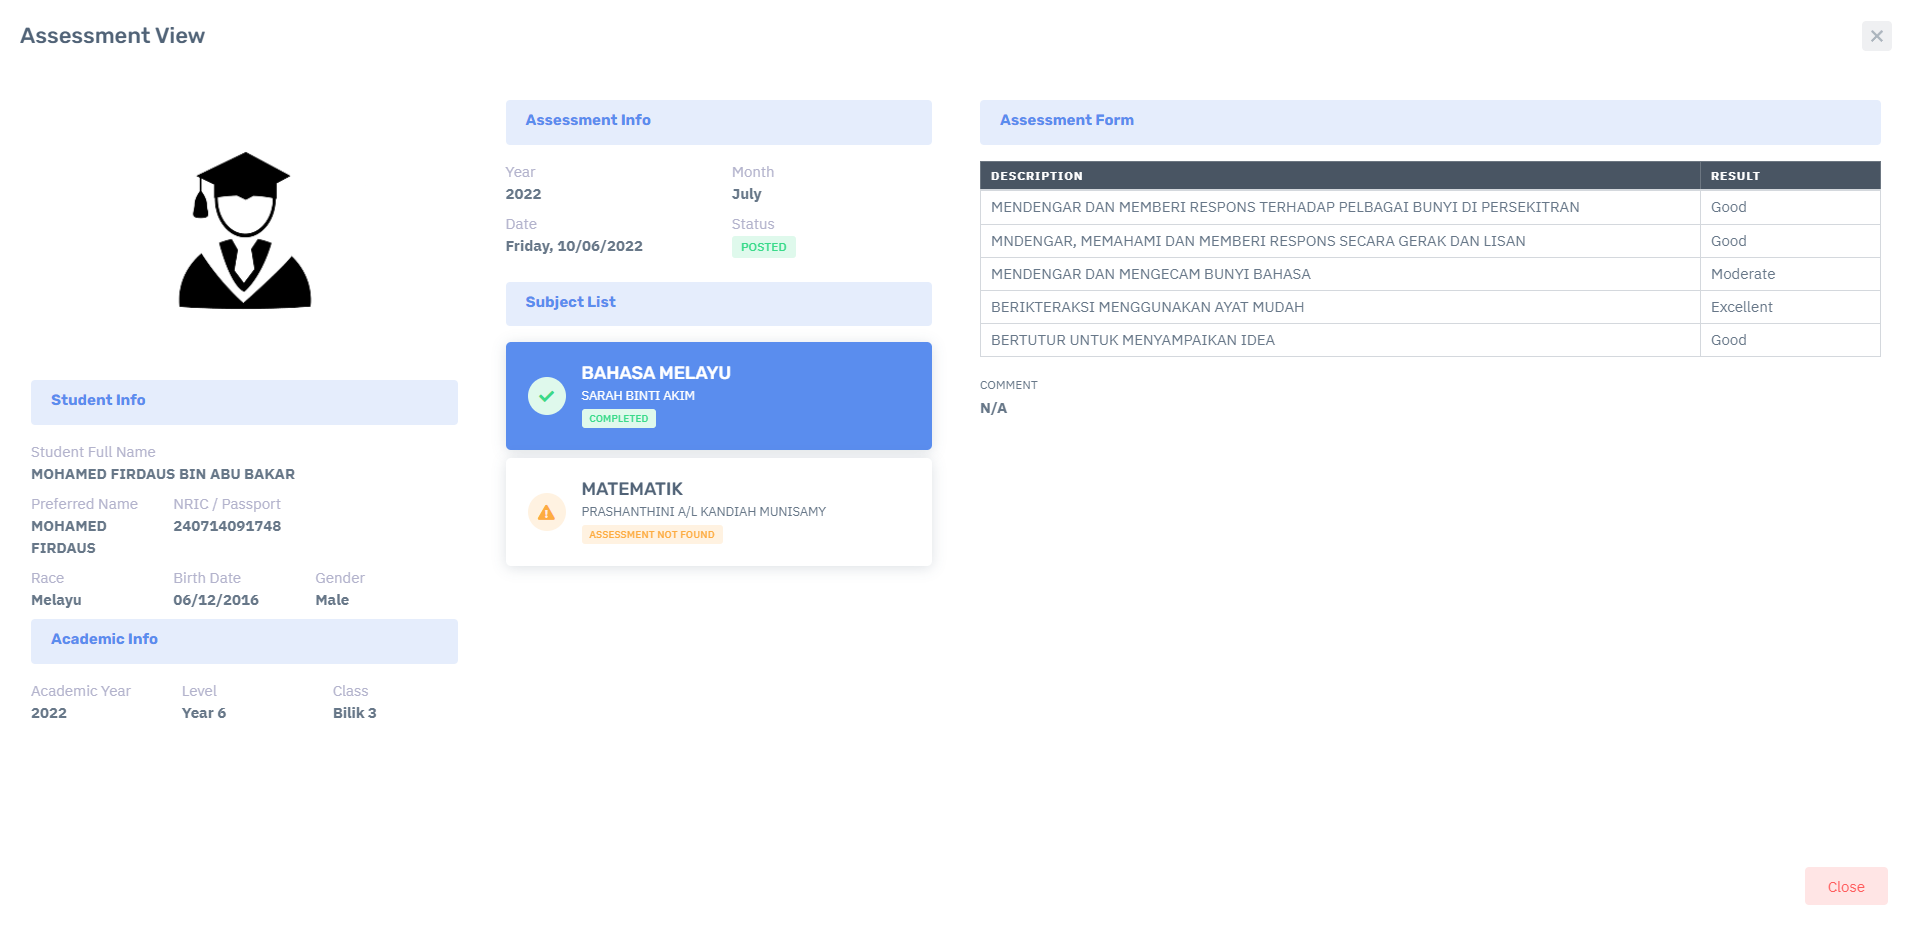 Assessment View
Student Info
Student Full Name
MOHAMED FIRDAUS BIN ABU BAKAR
Preferred Name NRIC / Passport
MOHAMED FIRDAUS 240714091748
Race Birth Date Gender
Melayu 06/12/2016 Male
Academic Info
Academic Year Level Class
2022 Year 6 Bilik 3
Assessment Info
Year Month
2022 July
Date Status
Friday, 10/06/2022 POSTED
Subject List
BAHASA MELAYU
SARAH BINTI AKIM
COMPLETED
MATEMATIK
PRASHANTHINI A/L KANDIAH MUNISAMY
ASSESSMENT NOT FOUND
Assessment Form
DESCRIPTION RESULT
MENDENGAR DAN MEMBERI RESPONS TERHADAP PELBAGAI BUNYI DI PERSEKITRAN Good
MNDENGAR, MEMAHAMI DAN MEMBERI RESPONS SECARA GERAK DAN LISAN Good
MENDENGAR DAN MENGECAM BUNYI BAHASA Moderate
BERIKTERAKSI MENGGUNAKAN AYAT MUDAH Excellent
BERTUTUR UNTUK MENYAMPAIKAN IDEA Good
COMMENT
N/A
Close